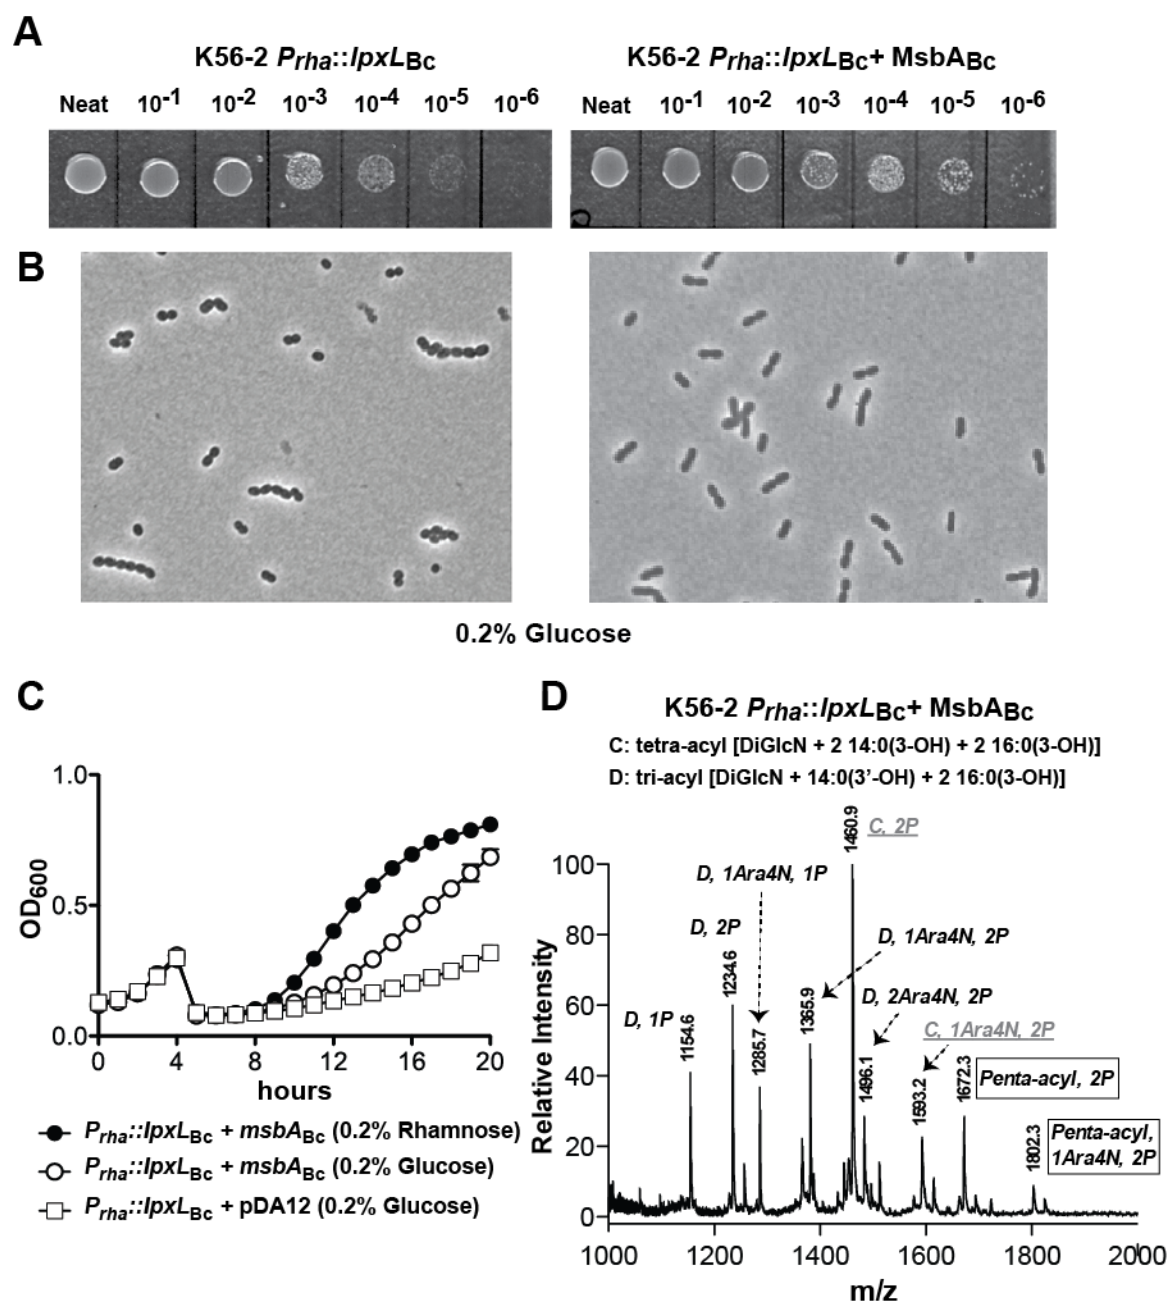 A
K56-2 Prha::lpxLBc
K56-2 Prha::lpxLBc+ MsbABc
Neat 10-1 10-2 10-3 10-4 10-5 10-6
Neat 10-1 10-2 10-3 10-4 10-5 10-6
B
0.2% Glucose
C
OD600
1.0
0.5
0.0
0 4 8 12 16 20
hours
Prha::lpxLBc + msbABc (0.2% Rhamnose)
Prha::lpxLBc + msbABc (0.2% Glucose)
Prha::lpxLBc + pDA12 (0.2% Glucose)
D
K56-2 Prha::lpxLBc+ MsbABc
C: tetra-acyl [DiGlcN + 2 14:0(3-OH) + 2 16:0(3-OH)]
D: tri-acyl [DiGlcN + 14:0(3'-OH) + 2 16:0(3-OH)]
Relative Intensity
100
80
60
40
20
0
D, 1P
1154.6
D, 2P
1234.6
D, 1Ara4N, 1P
1285.7
1365.9
D, 1Ara4N, 2P
1460.9
C, 2P
D, 2Ara4N, 2P
1496.1
C, 1Ara4N, 2P
1593.2
1672.3
Penta-acyl, 2P
1802.3
Penta-acyl,
1Ara4N, 2P
1000 1200 1400 1600 1800 2000
m/z